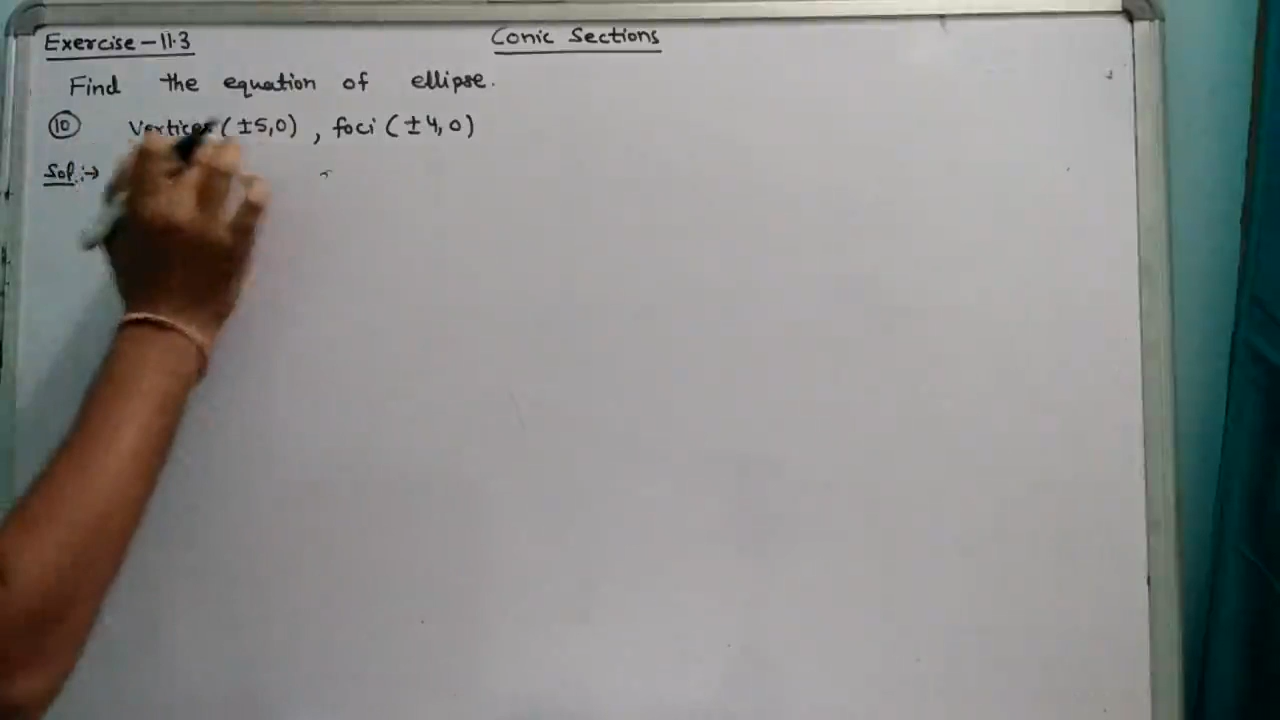 Exercise-11.3
Conic Sections
Find the equation of ellipse.
10 Vertices (±5,0) , foci (±4,0)
Sol:→